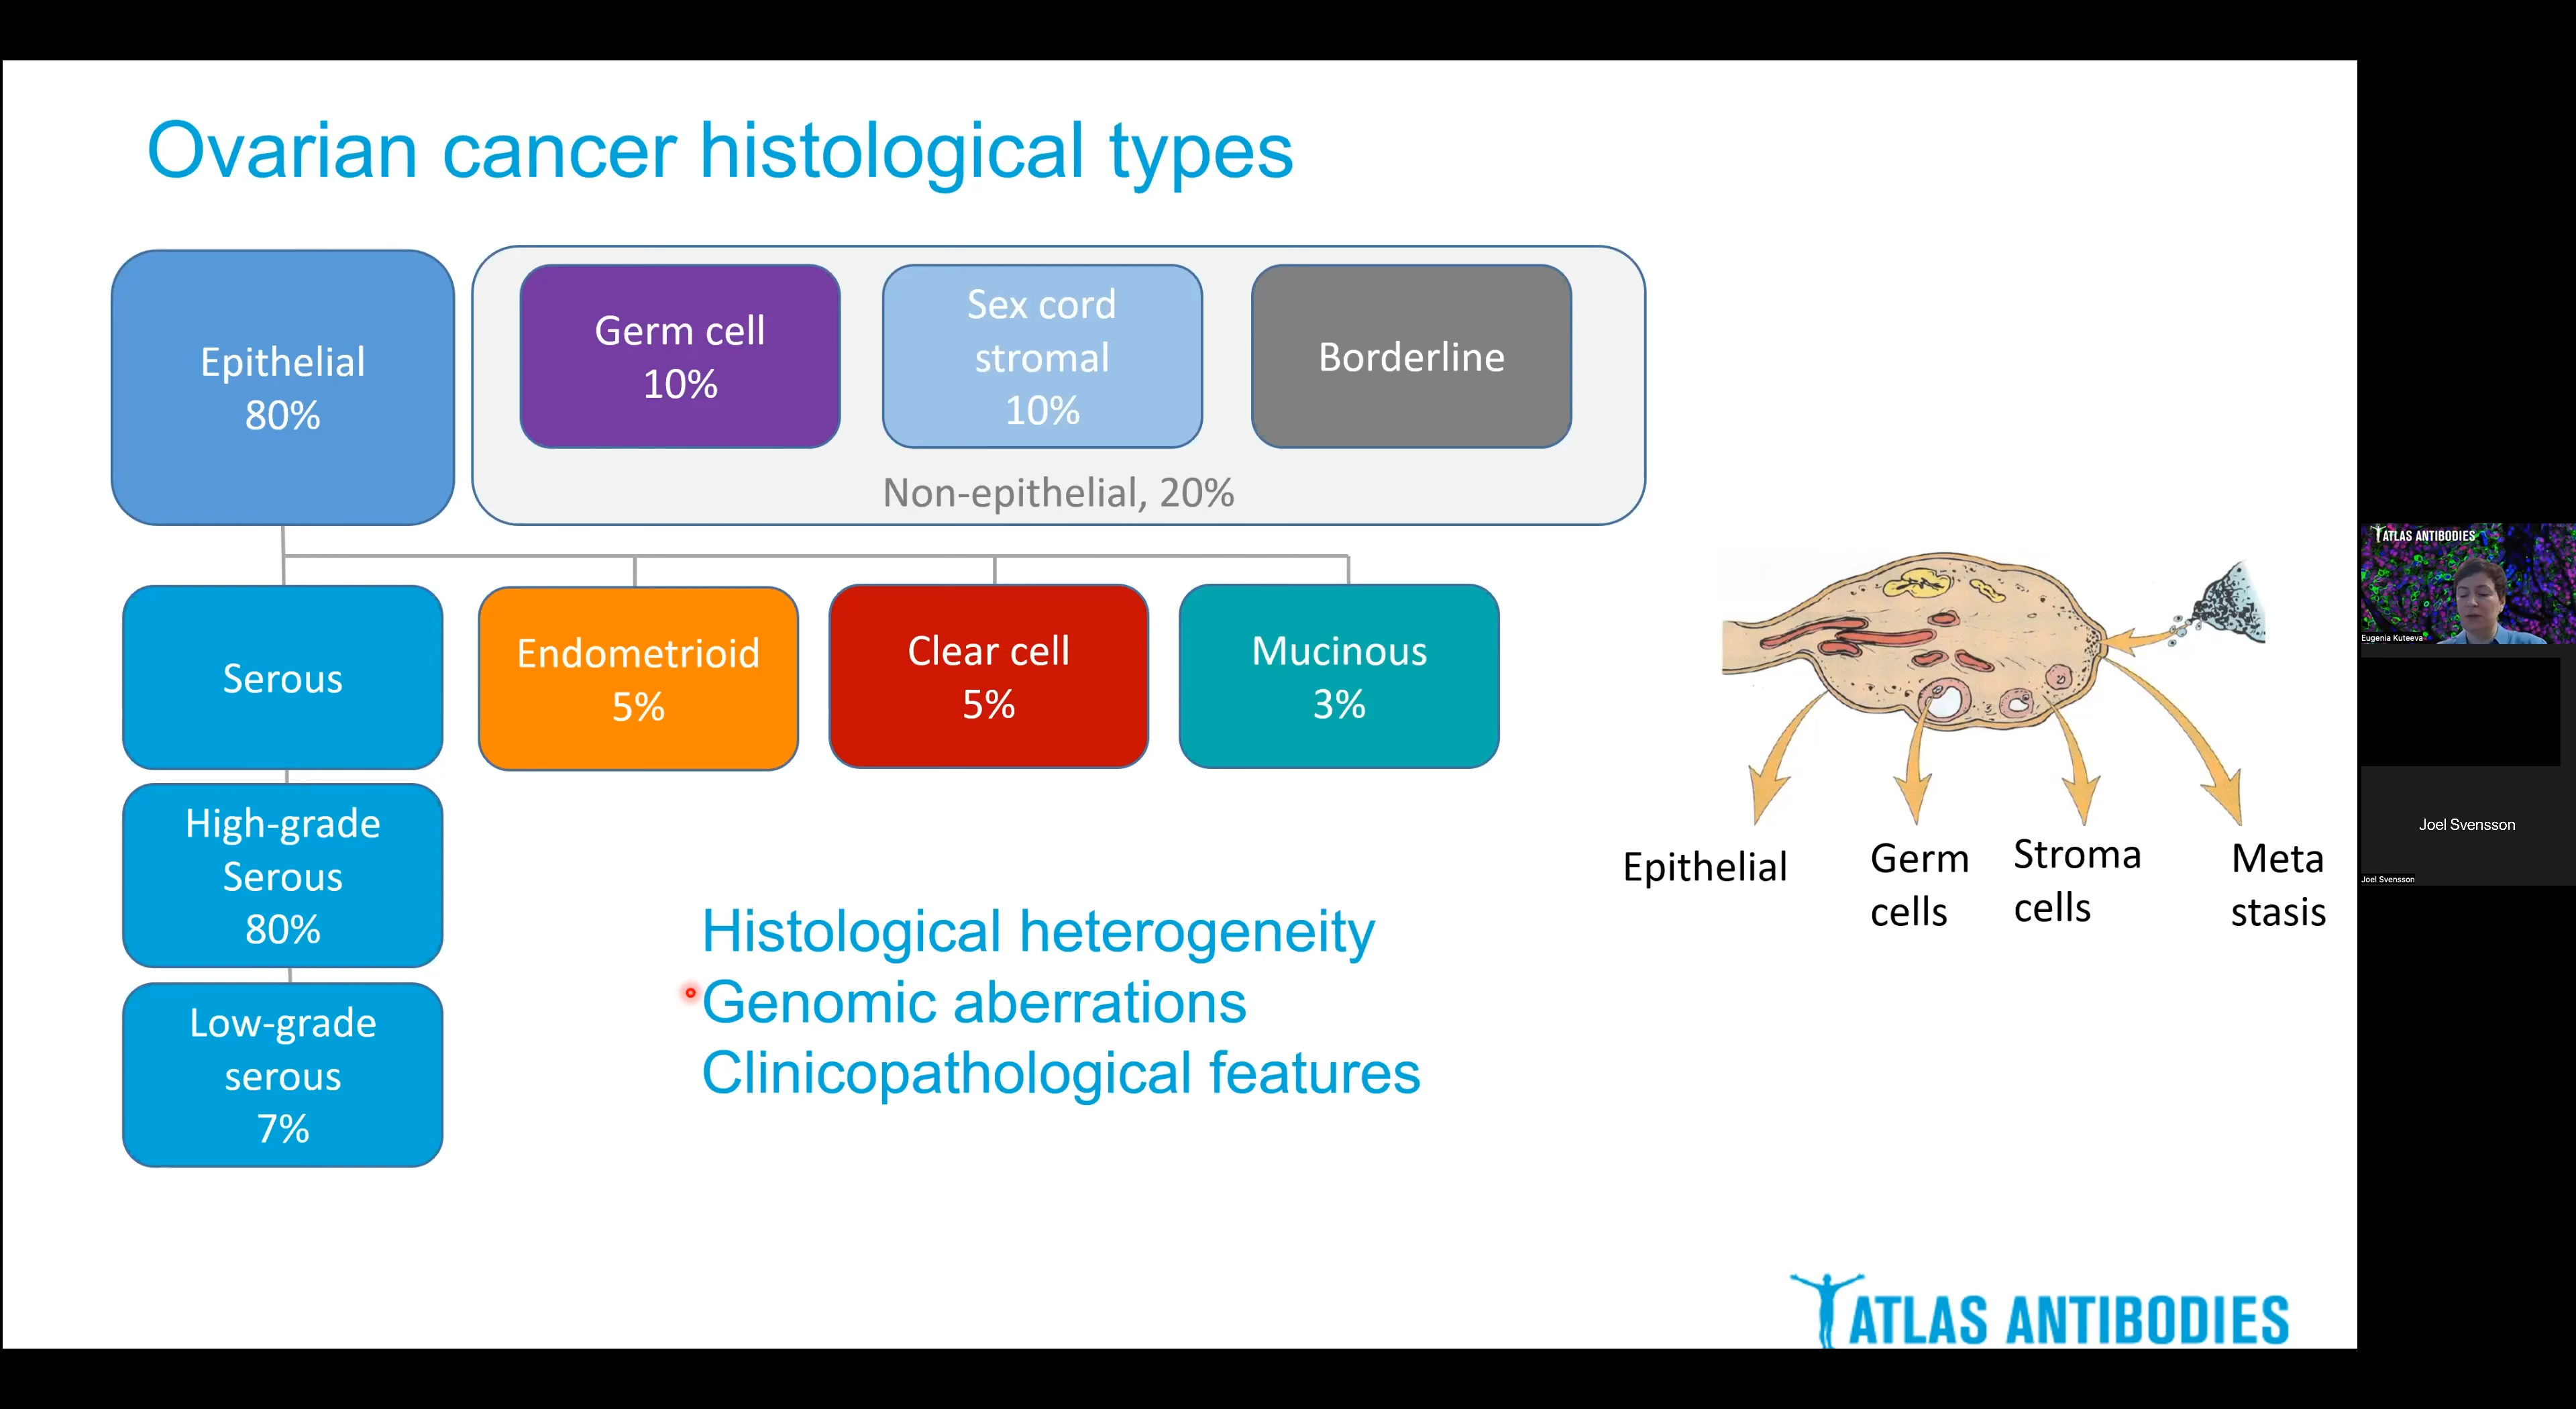 Ovarian cancer histological types
Epithelial
80%
Germ cell
10%
Sex cord
stromal
10%
Borderline
Non-epithelial, 20%
Serous
Endometrioid
5%
Clear cell
5%
Mucinous
3%
High-grade
Serous
80%
Low-grade
serous
7%
Histological heterogeneity
Genomic aberrations
Clinicopathological features
Epithelial
Germ
cells
Stroma
cells
Meta
stasis
ATLAS ANTIBODIES
ATLAS ANTIBODIES
Eugenia Kuteeva
Joel Svensson
Joel Svensson